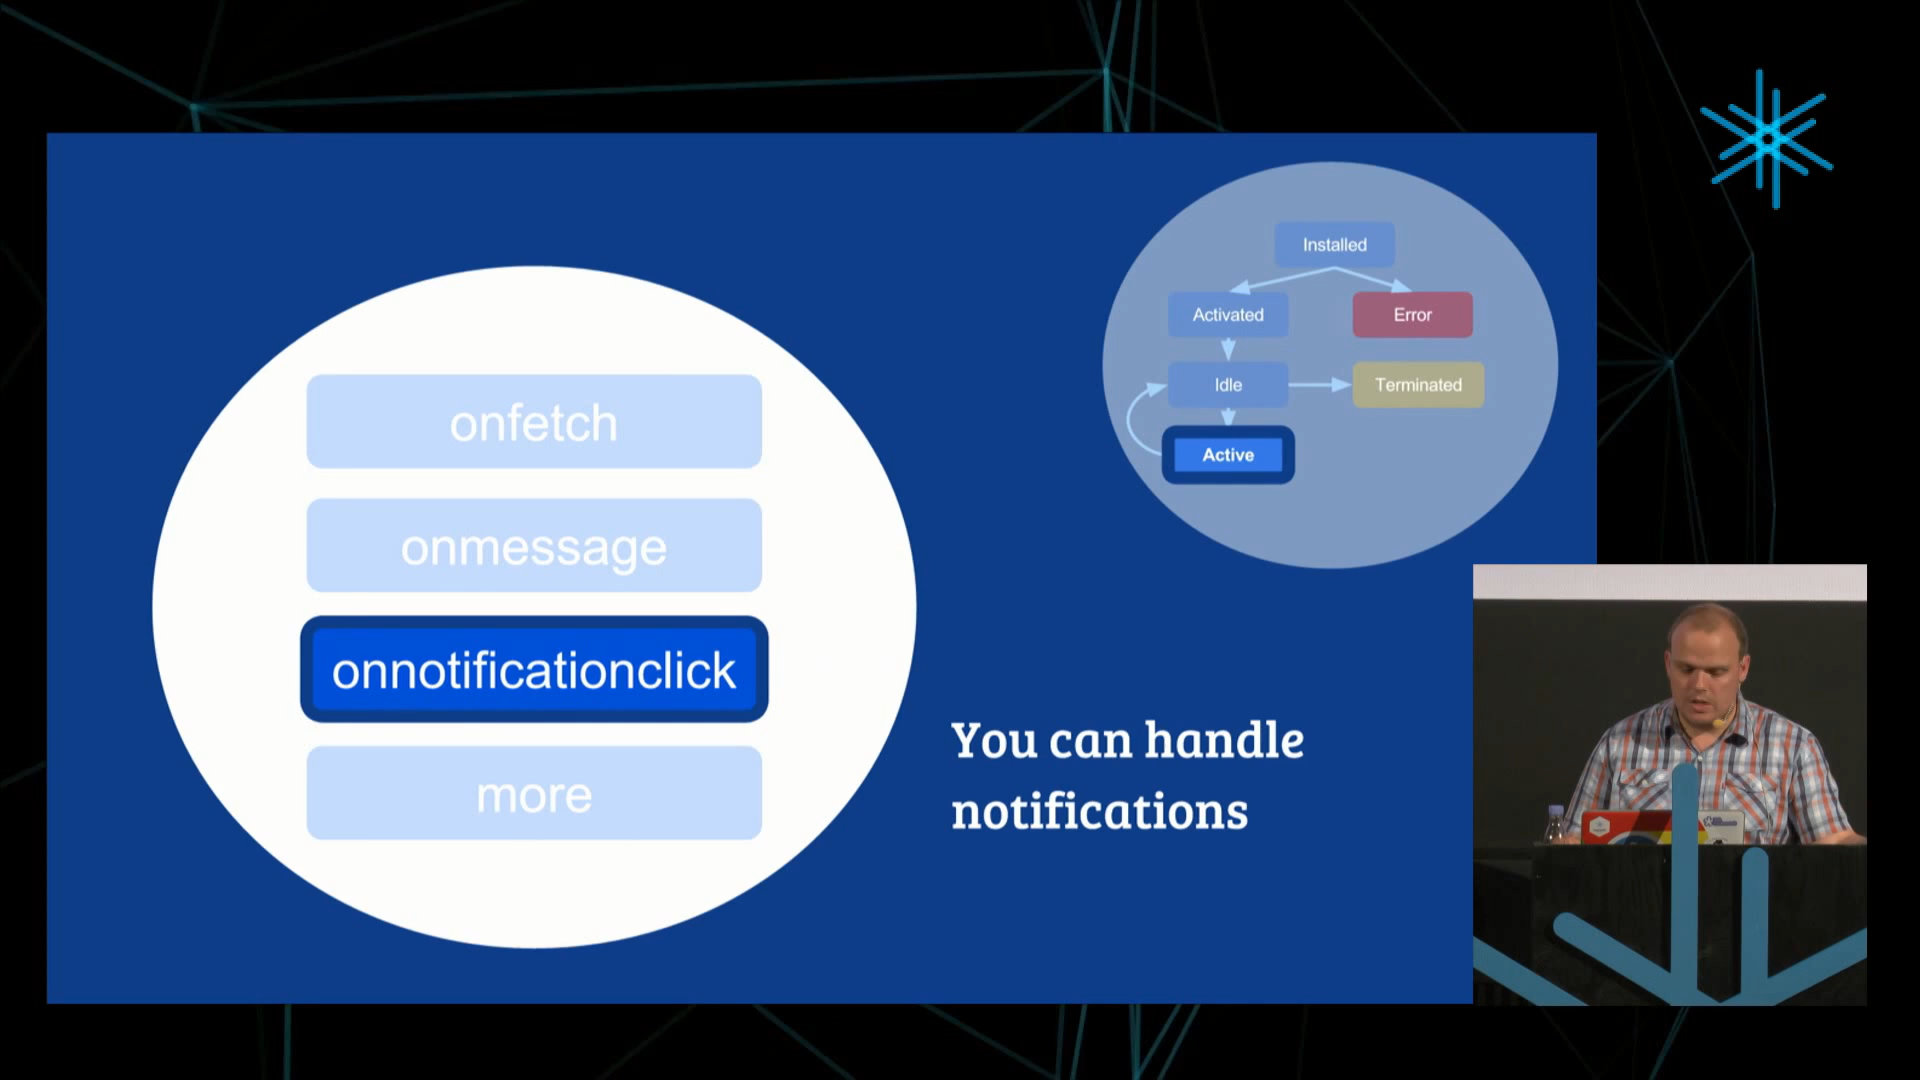 onfetch
onmessage
onnotificationclick
more
Installed
Activated
Error
Idle
Terminated
Active
You can handle
notifications